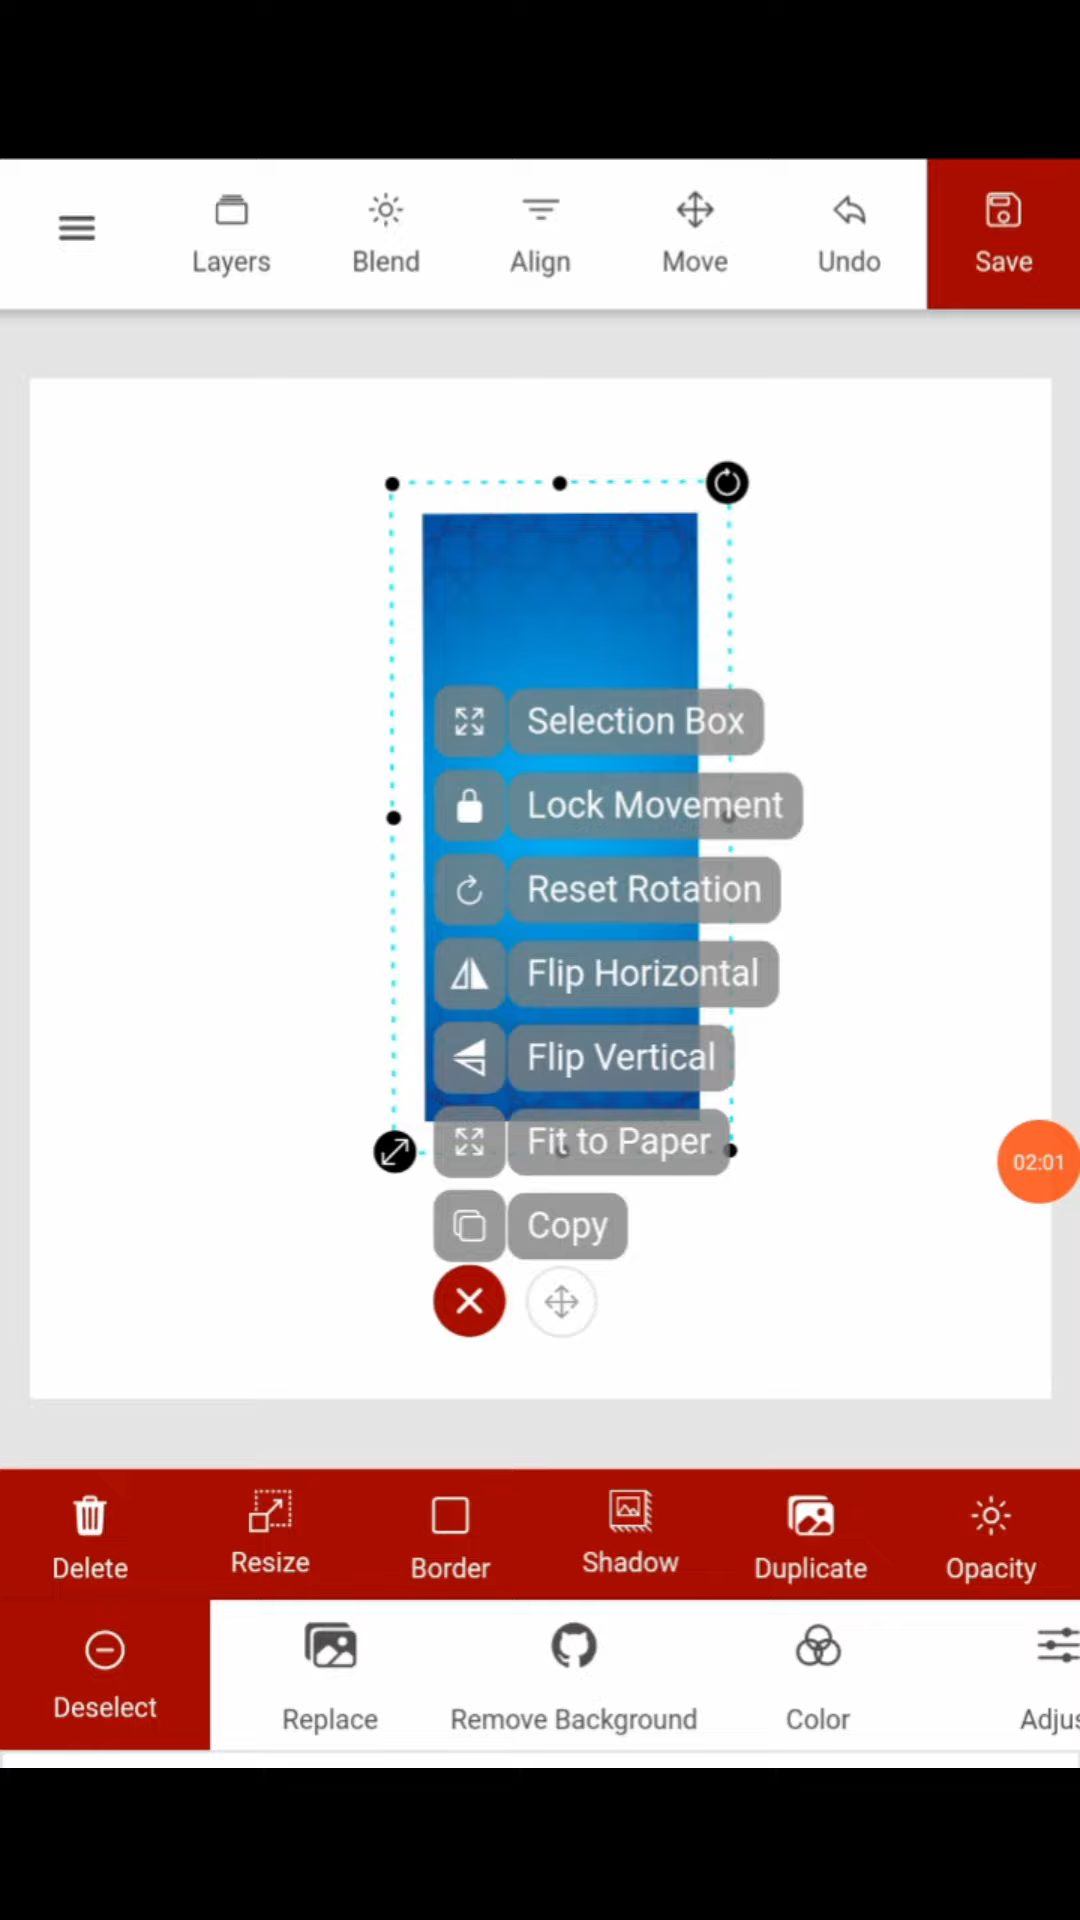 Layers Blend Align Move Undo Save
Selection Box
Lock Movement
Reset Rotation
Flip Horizontal
Flip Vertical
Fit to Paper
02:01
Copy
Delete Resize Border Shadow Duplicate Opacity
Deselect Replace Remove Background Color Adjus